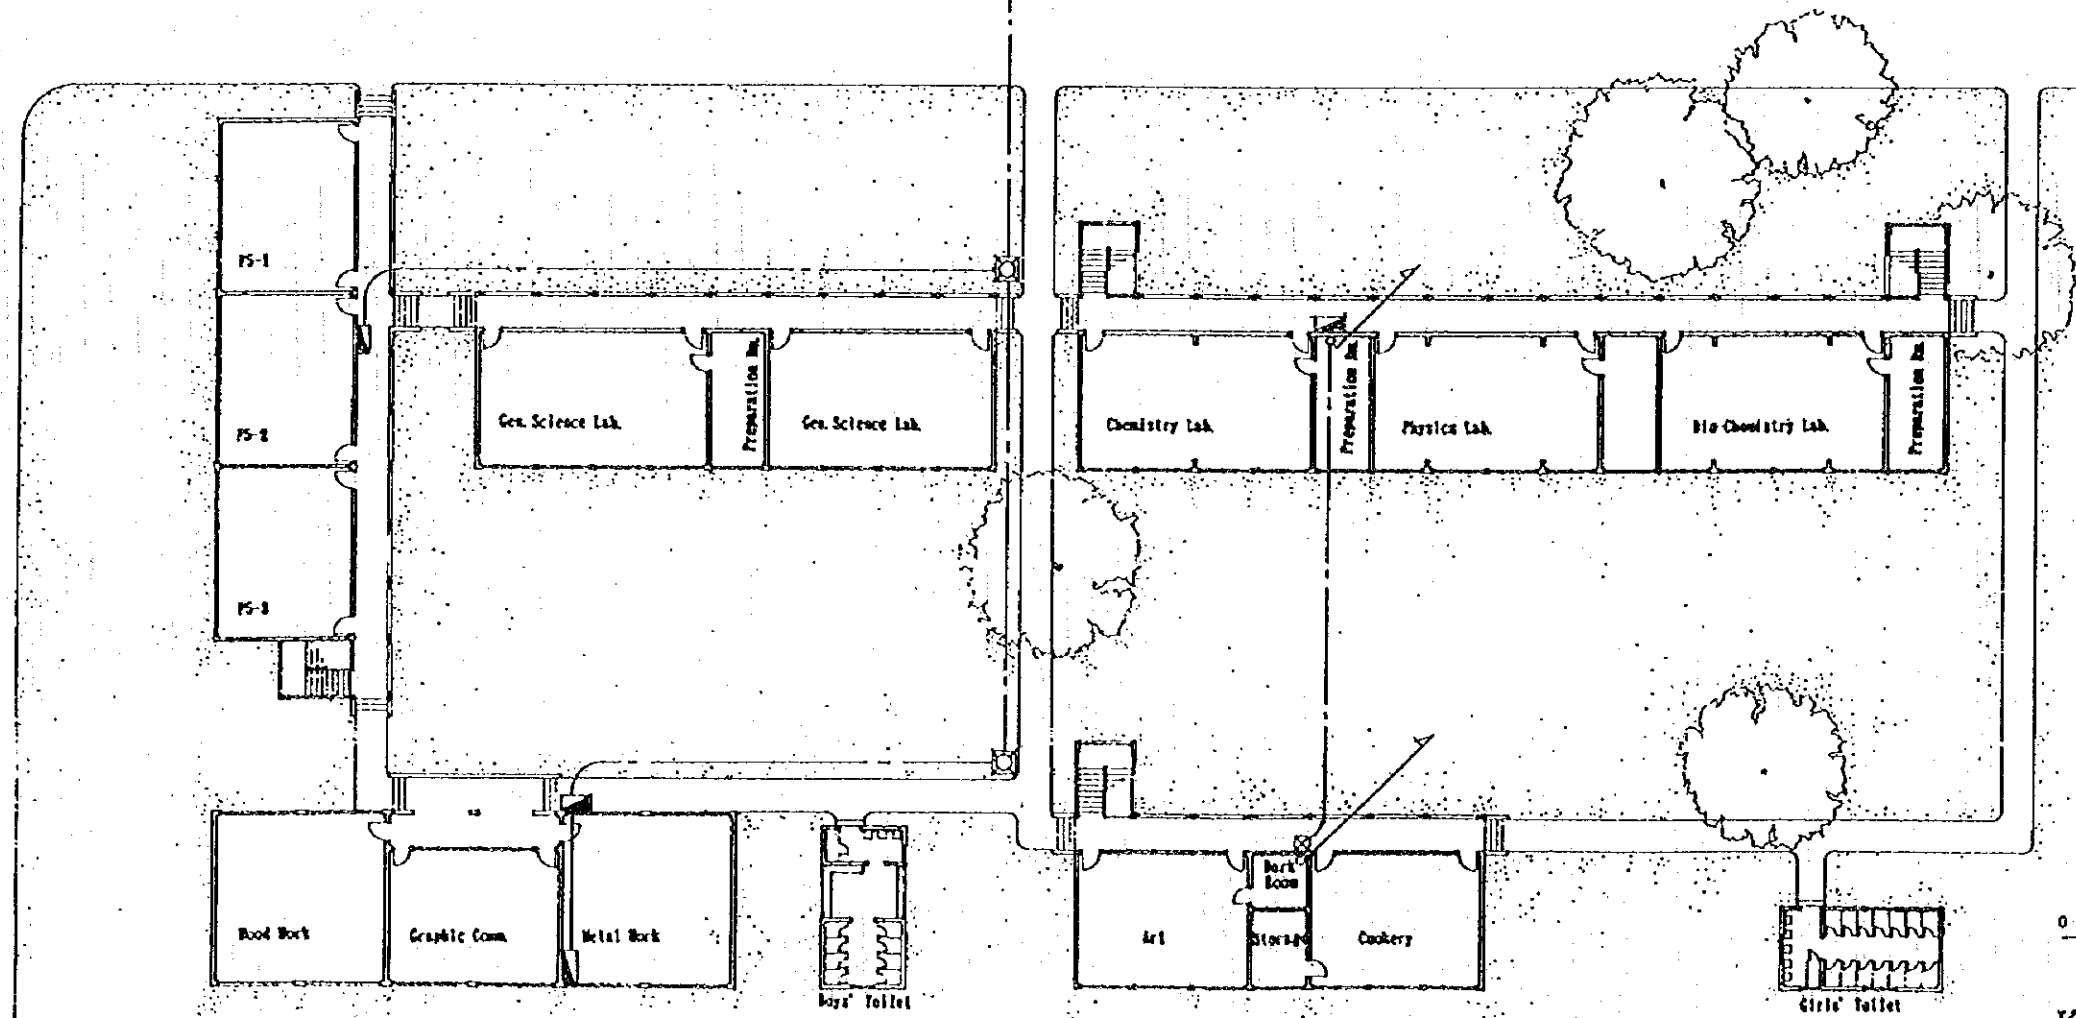 PS-1
PS-2
PS-3
Gen. Science Lab.
Preparation Rm.
Gen. Science Lab.
Chemistry Lab.
Preparation Rm.
Physics Lab.
Bio-Chemistry Lab.
Preparation Rm.
Wood Work
Graphic Comm.
Metal Work
Boys' Toilet
Art
Dark
Room
Storage
Cookery
Girls' Toilet
0